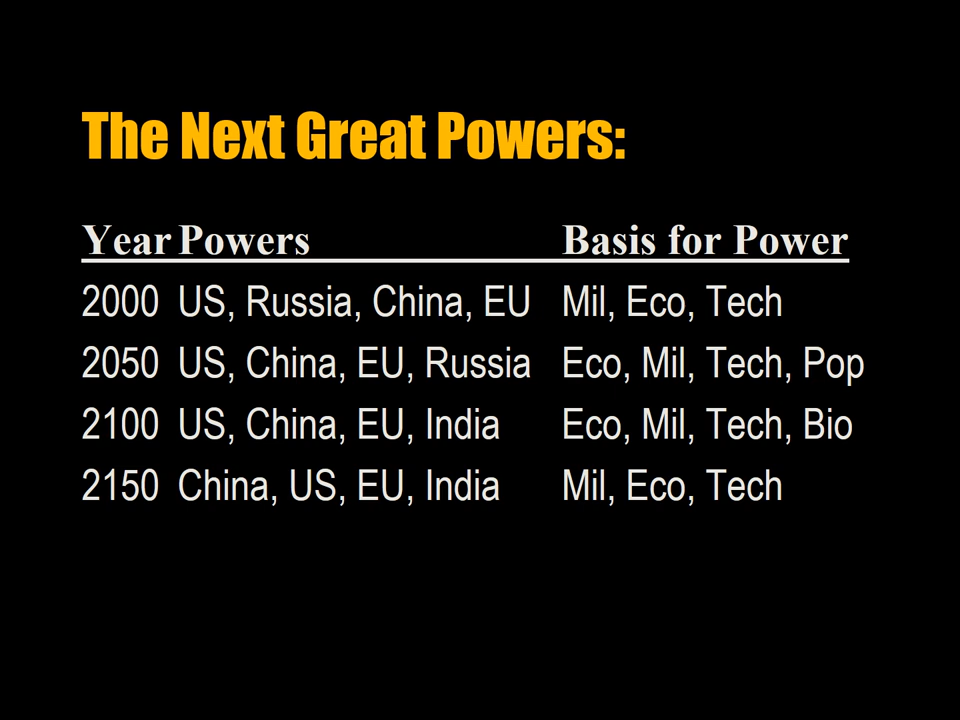 The Next Great Powers:
Year Powers Basis for Power
2000 US, Russia, China, EU Mil, Eco, Tech
2050 US, China, EU, Russia Eco, Mil, Tech, Pop
2100 US, China, EU, India Eco, Mil, Tech, Bio
2150 China, US, EU, India Mil, Eco, Tech